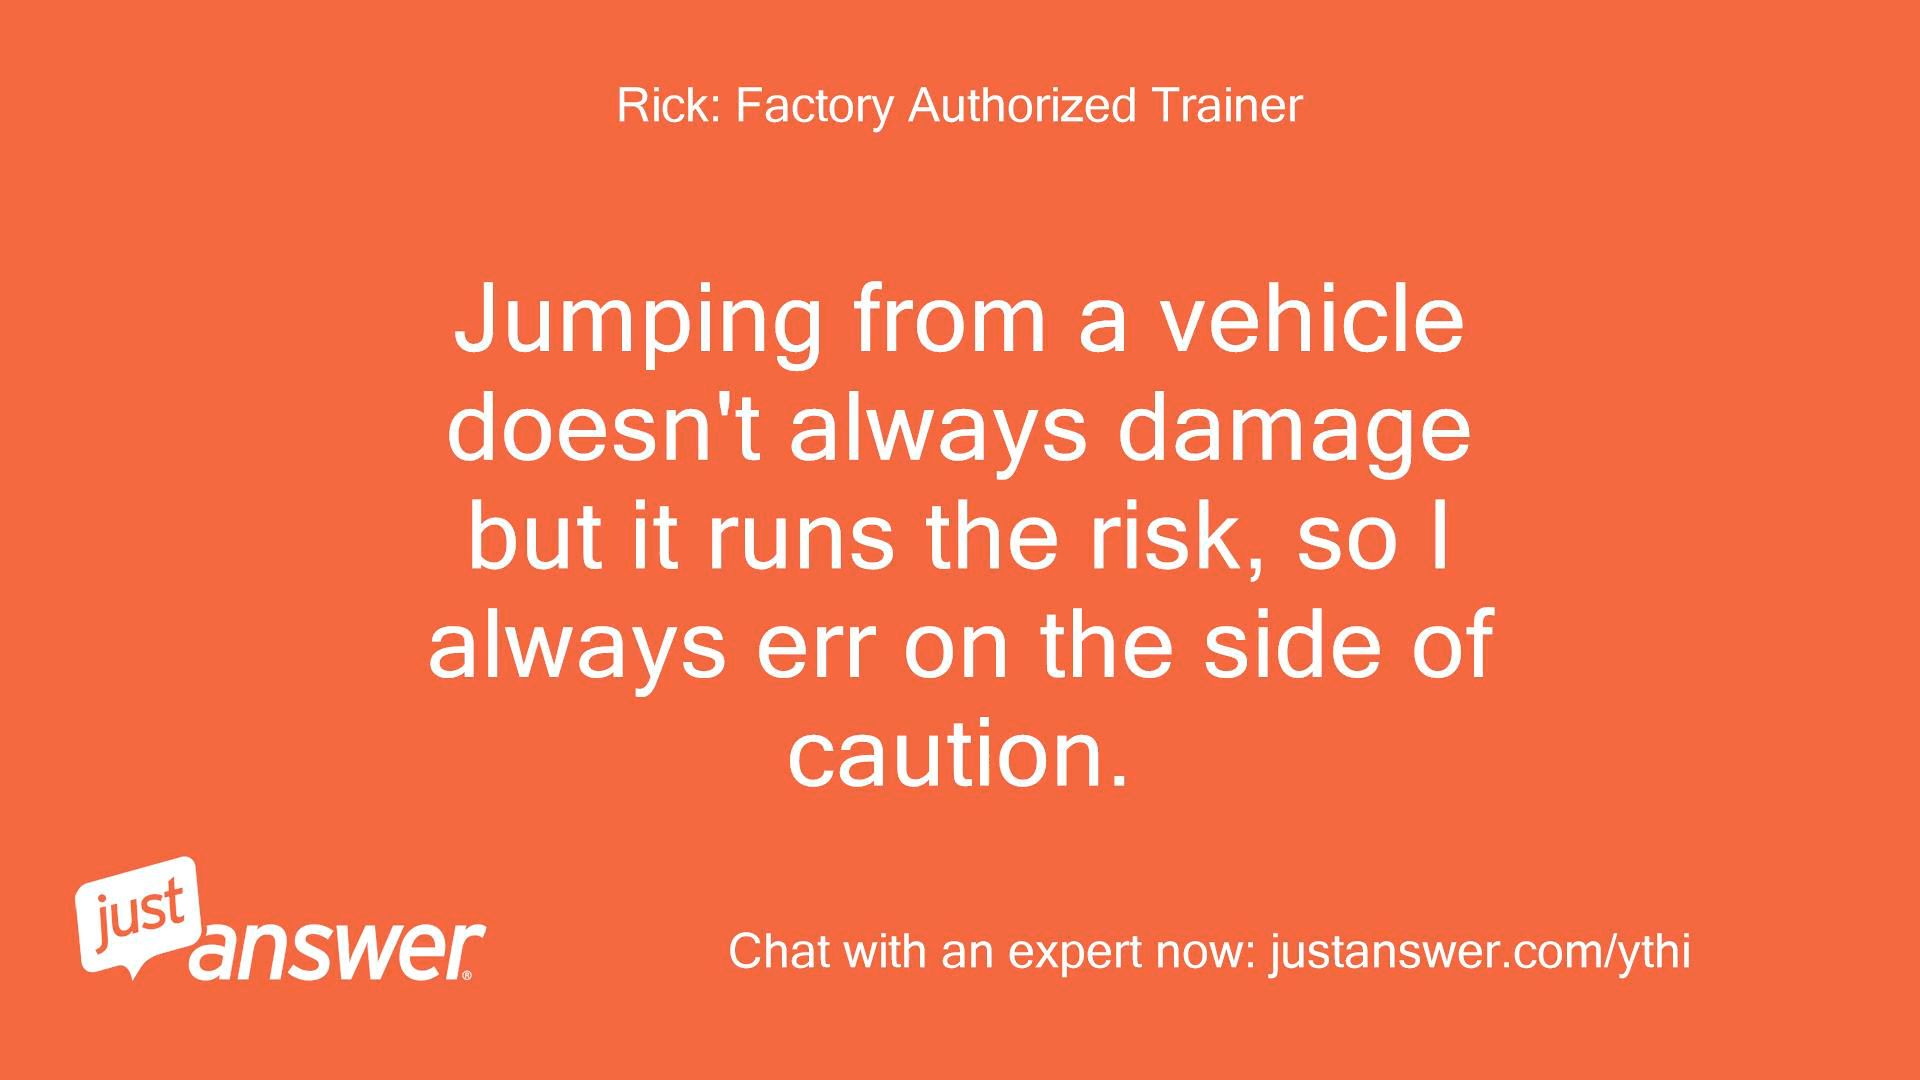 Rick: Factory Authorized Trainer
Jumping from a vehicle
doesn't always damage
but it runs the risk, so I
always err on the side of
caution.
just
answer®
Chat with an expert now: justanswer.com/ythi